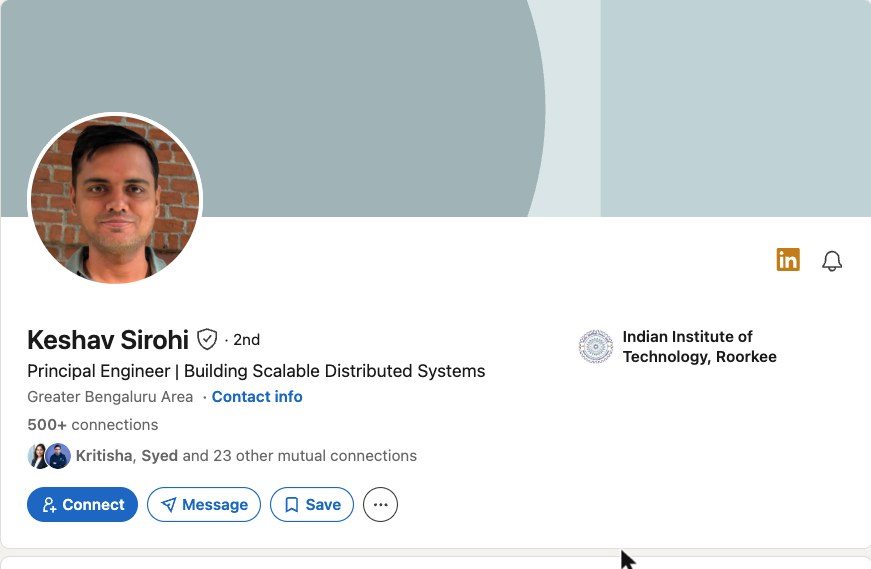 in
Keshav Sirohi · 2nd
Indian Institute of
Technology, Roorkee
Principal Engineer | Building Scalable Distributed Systems
Greater Bengaluru Area · Contact info
500+ connections
Kritisha, Syed and 23 other mutual connections
Connect
Message
Save